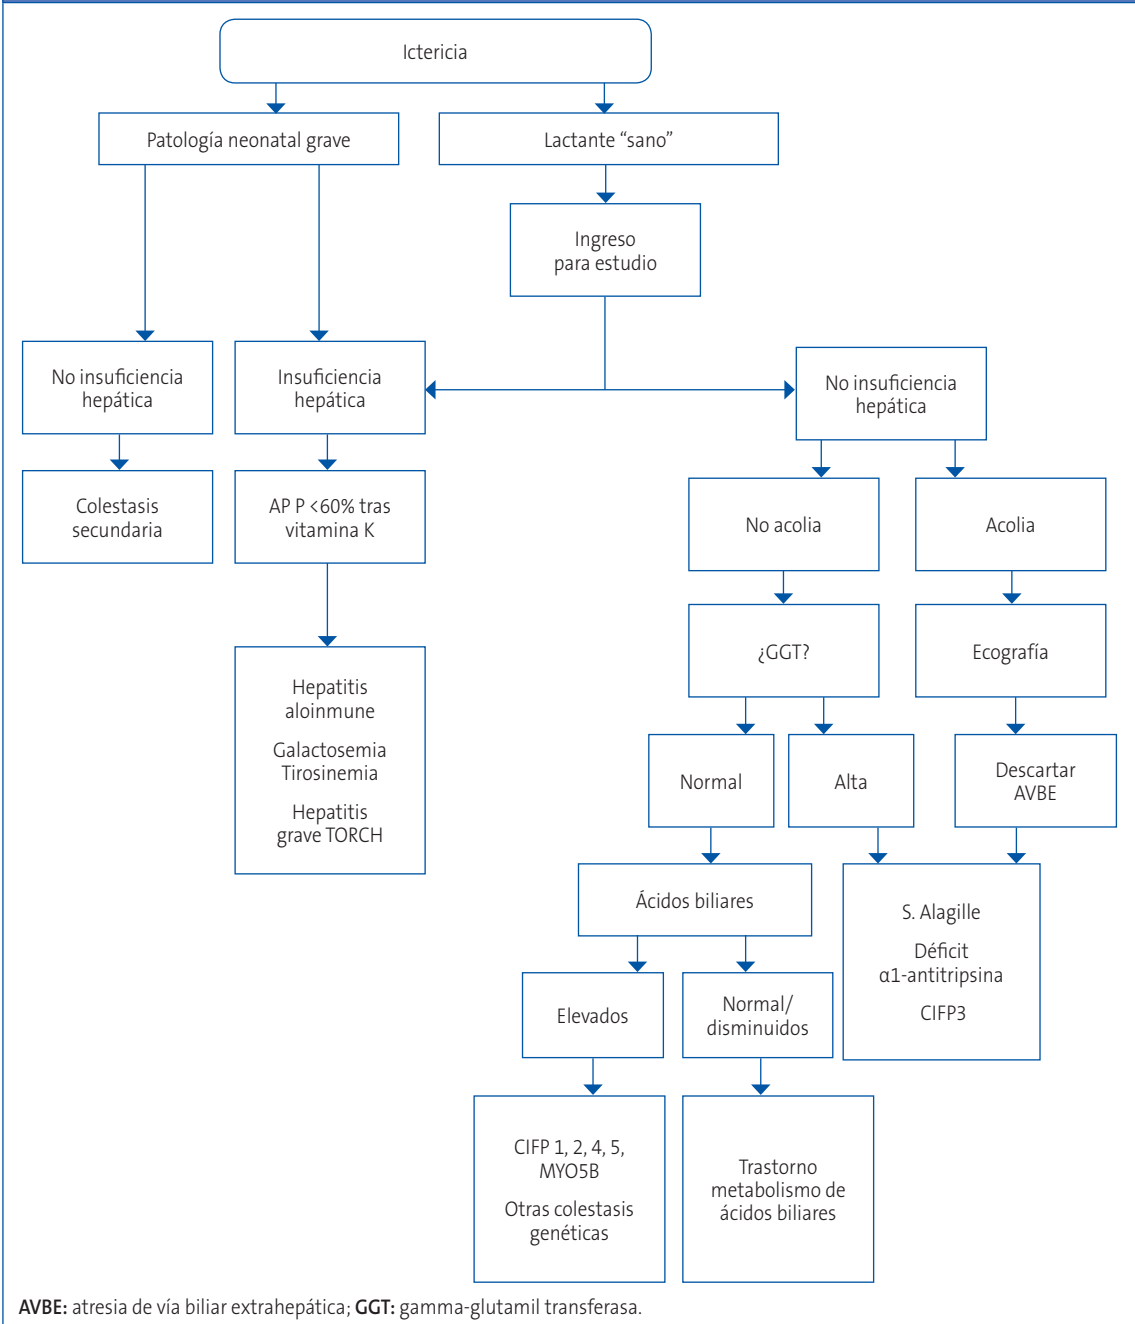 Ictericia
Patología neonatal grave
Lactante “sano”
Ingreso
para estudio
No insuficiencia
hepática
Insuficiencia
hepática
No insuficiencia
hepática
Colestasis
secundaria
AP P <60% tras
vitamina K
No acolia
Acolia
Hepatitis
aloinmune
Galactosemia
Tirosinemia
Hepatitis
grave TORCH
¿GGT?
Ecografía
Normal
Alta
Descartar
AVBE
Ácidos biliares
S. Alagille
Déficit
α1-antitripsina
CIFP3
Elevados
Normal/
disminuidos
CIFP 1, 2, 4, 5,
MYO5B
Otras colestasis
genéticas
Trastorno
metabolismo de
ácidos biliares
AVBE: atresia de vía biliar extrahepática; GGT: gamma-glutamil transferasa.